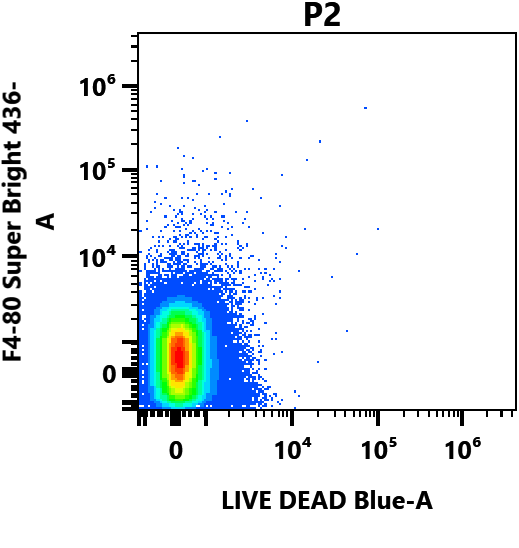 P2
F4-80 Super Bright 436-
A
10⁶
10⁵
10⁴
0
0
10⁴
10⁵
10⁶
LIVE DEAD Blue-A